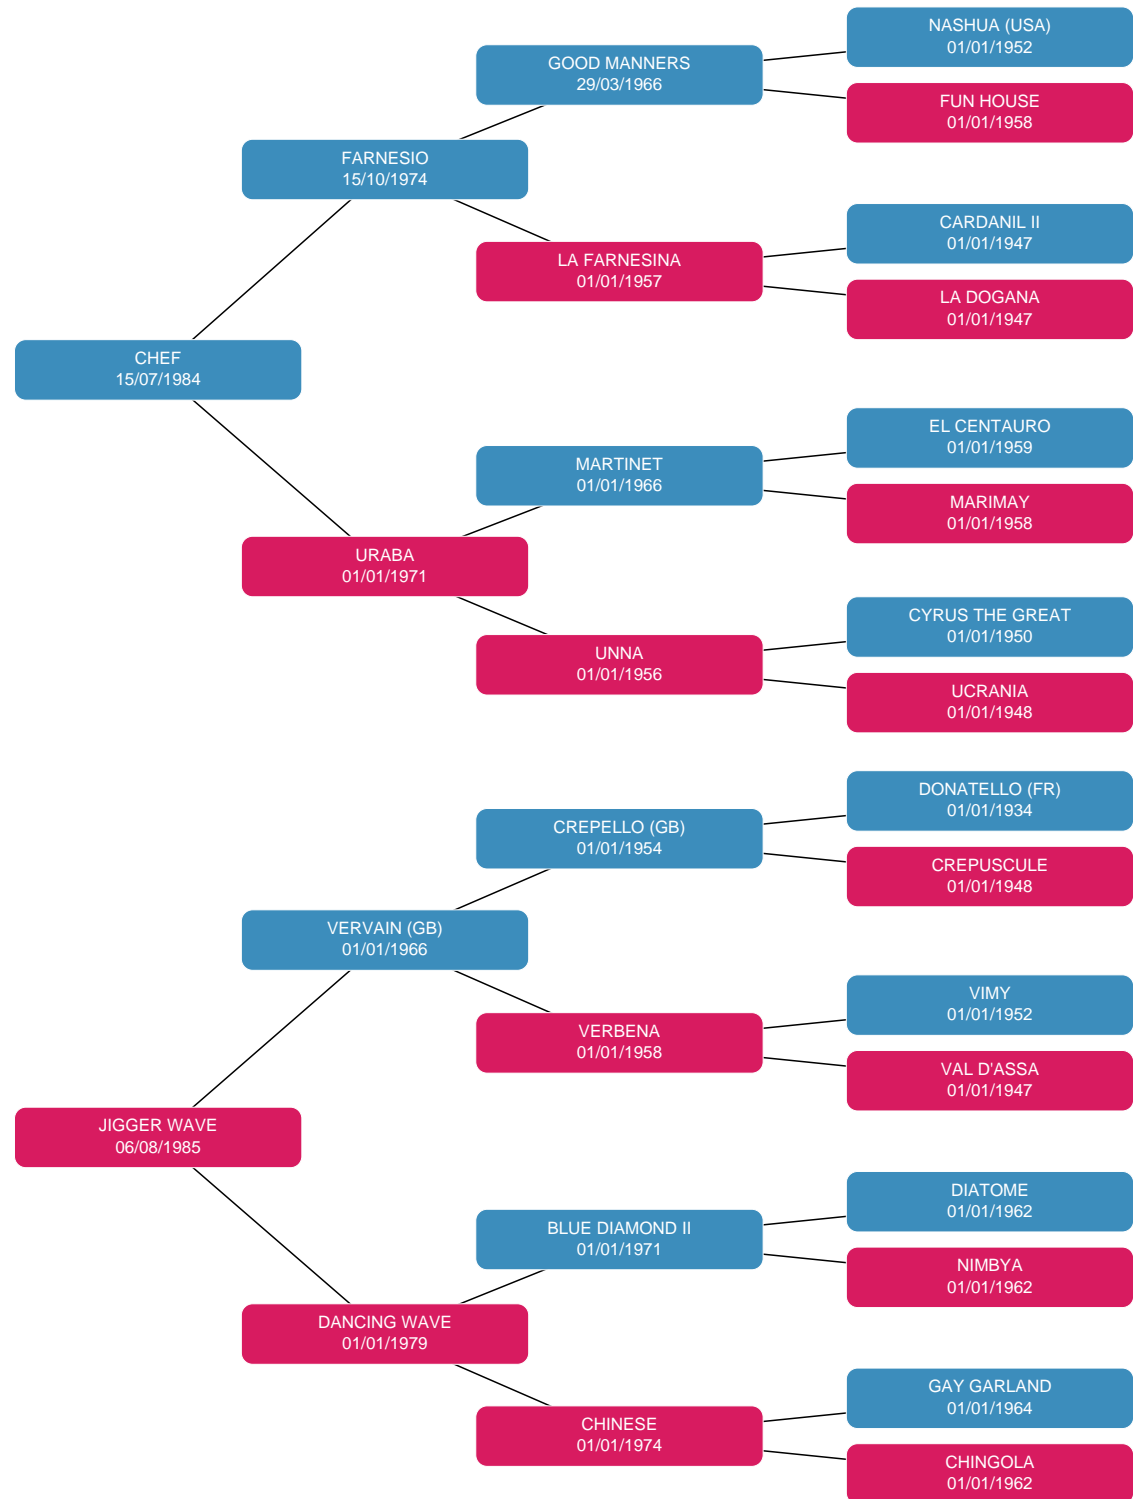 NASHUA (USA)
01/01/1952
GOOD MANNERS
29/03/1966
FUN HOUSE
01/01/1958
FARNESIO
15/10/1974
CARDANIL II
01/01/1947
LA FARNESINA
01/01/1957
LA DOGANA
01/01/1947
CHEF
15/07/1984
EL CENTAURO
01/01/1959
MARTINET
01/01/1966
MARIMAY
01/01/1958
URABA
01/01/1971
CYRUS THE GREAT
01/01/1950
UNNA
01/01/1956
UCRANIA
01/01/1948
DONATELLO (FR)
01/01/1934
CREPELLO (GB)
01/01/1954
CREPUSCULE
01/01/1948
VERVAIN (GB)
01/01/1966
VIMY
01/01/1952
VERBENA
01/01/1958
VAL D'ASSA
01/01/1947
JIGGER WAVE
06/08/1985
DIATOME
01/01/1962
BLUE DIAMOND II
01/01/1971
NIMBYA
01/01/1962
DANCING WAVE
01/01/1979
GAY GARLAND
01/01/1964
CHINESE
01/01/1974
CHINGOLA
01/01/1962